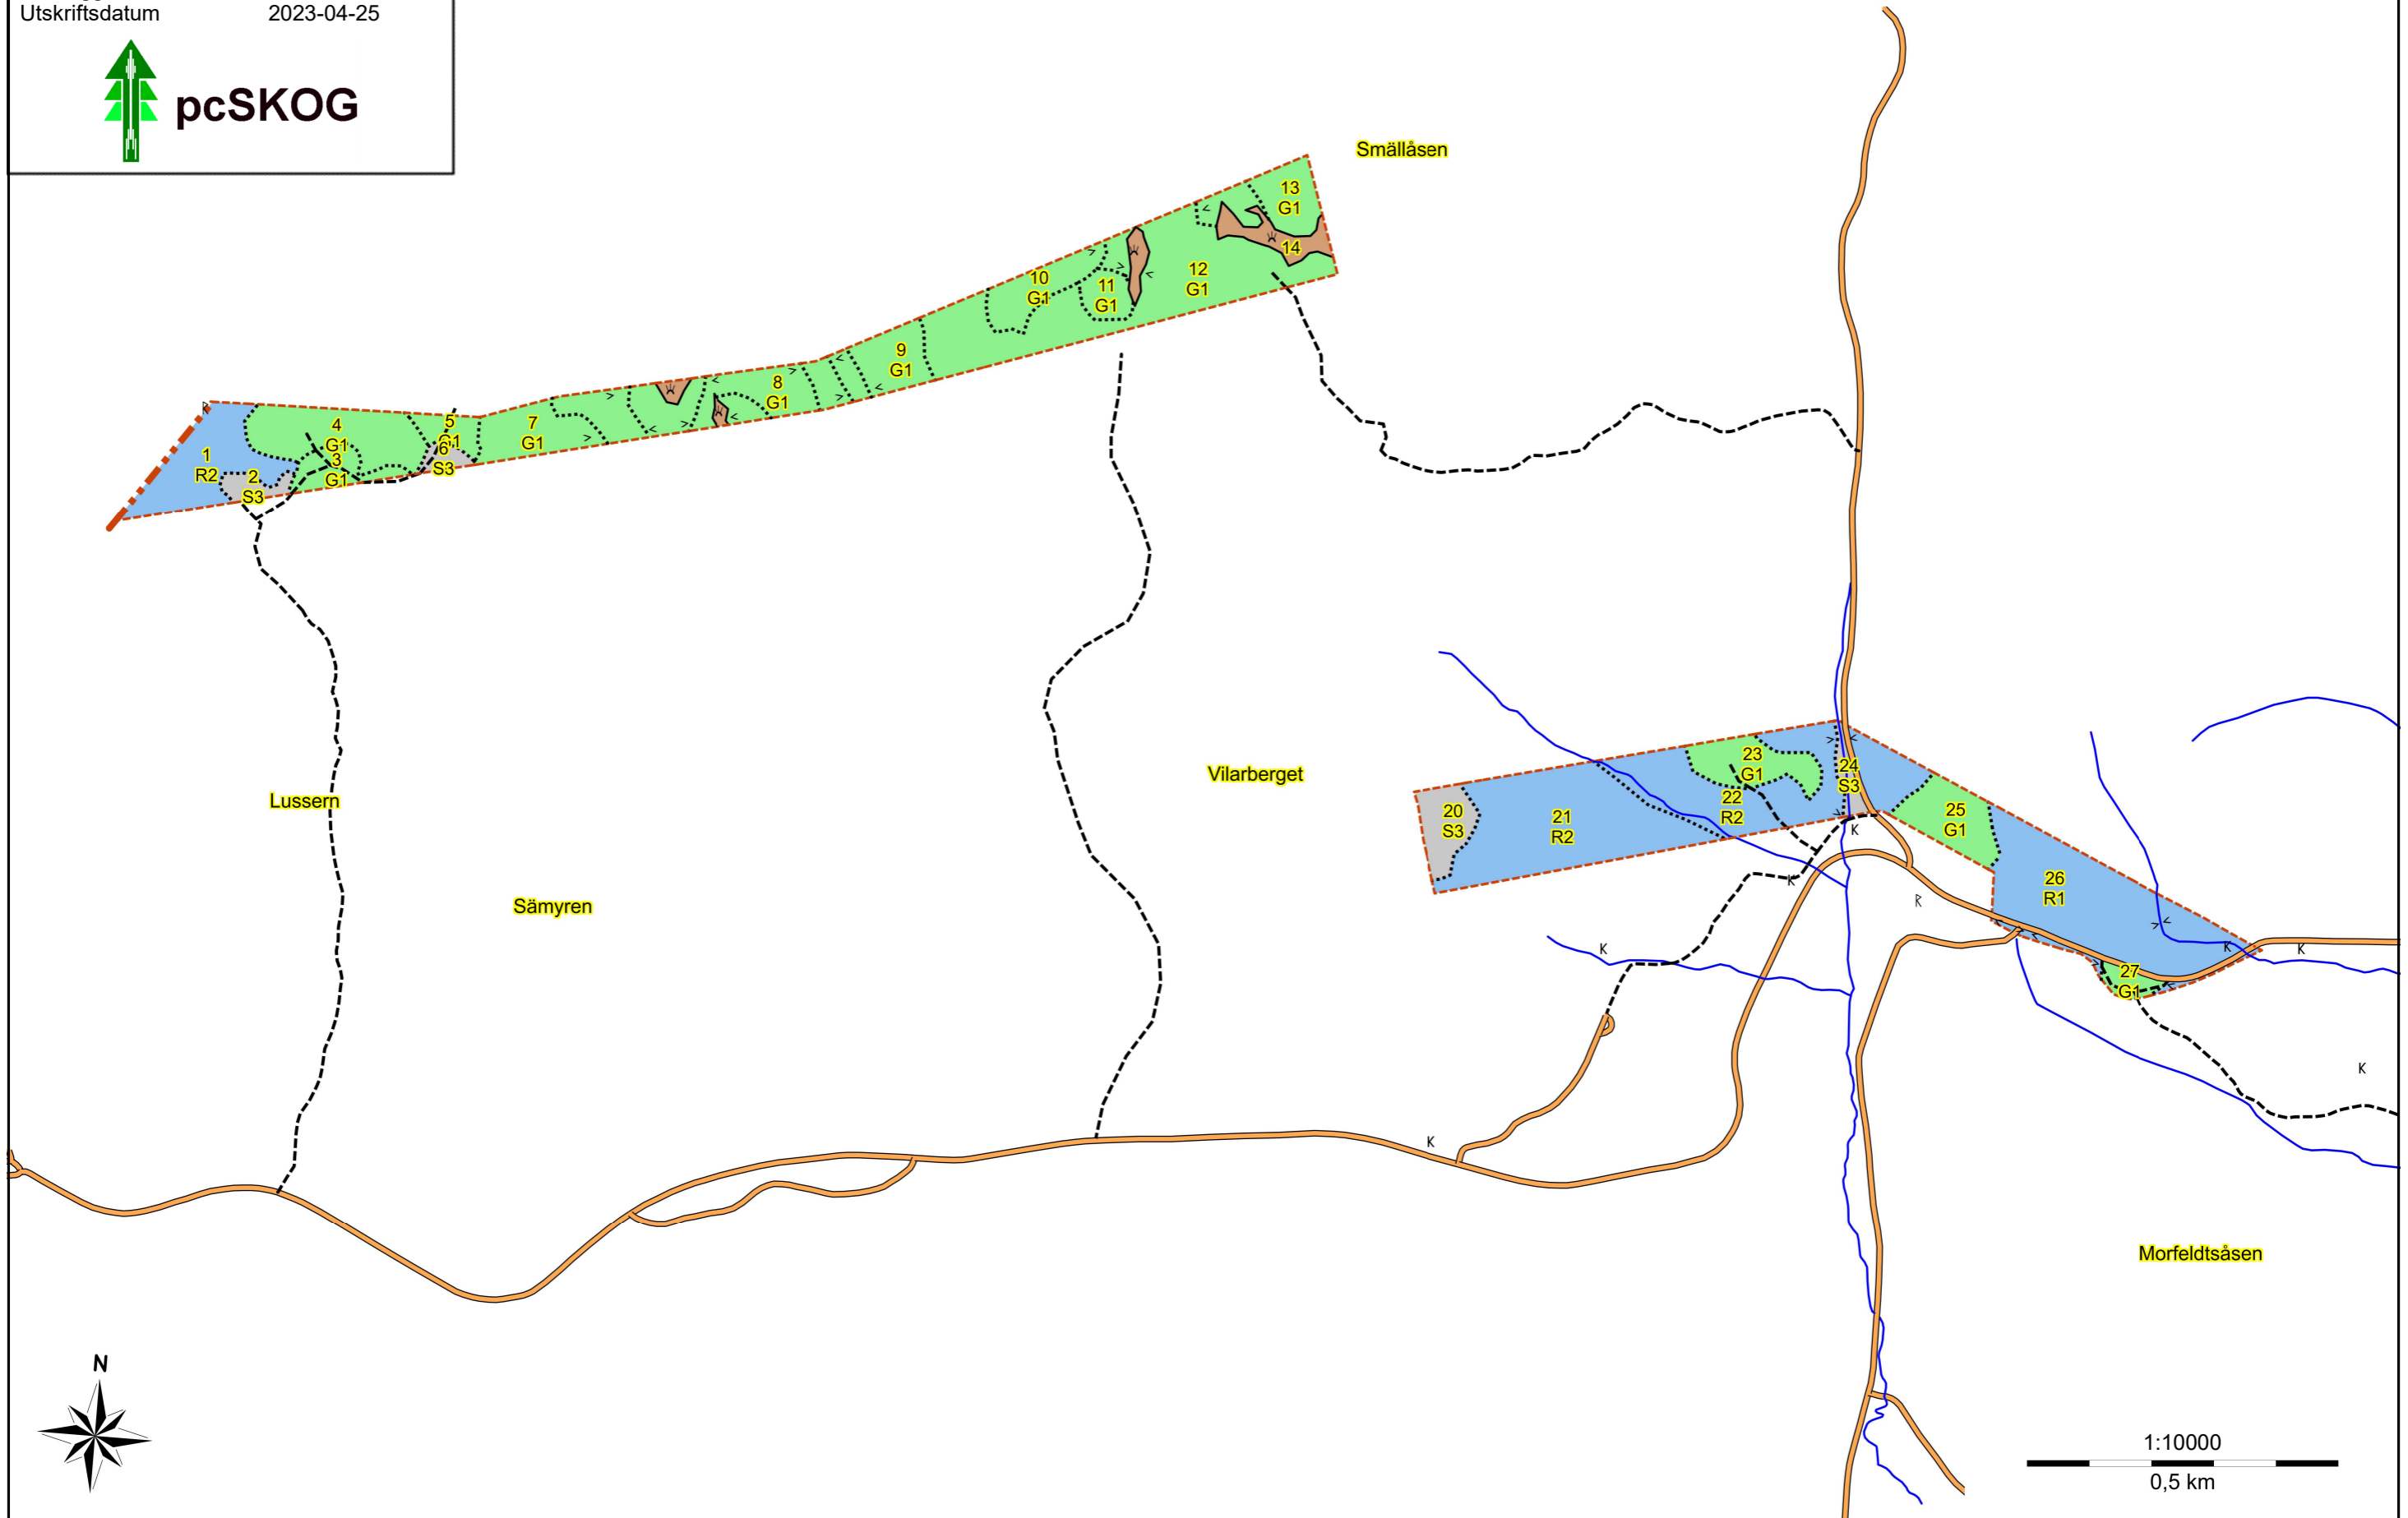 Utskriftsdatum 2023-04-25
pcSKOG
Smällåsen
13
G1
14
12
G1
10
G1
11
G1
9
G1
8
G1
7
G1
5
G1
6
S3
4
G1
3
G1
1
R2
2
S3
R
Lussern
Sämyren
Vilarberget
20
S3
21
R2
22
R2
23
G1
24
S3
25
G1
26
R1
27
G1
K
K
K
K
K
K
K
R
Morfeldtsåsen
N
1:10000
0,5 km